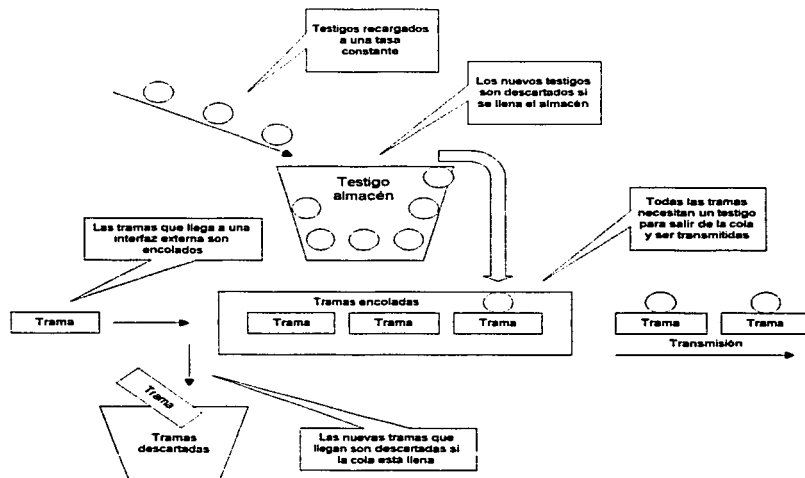 Testigos recargados
a una tasa
constante
Los nuevos testigos
son descartados si
se llena el almacén
Testigo
almacén
Todas las tramas
necesitan un testigo
para salir de la cola
y ser transmitidas
Las tramas que llega a una
interfaz externa son
encolados
Tramas encoladas
Trama
Trama
Trama
Trama
Trama
Trama
Transmisión
Trama
Tramas
descartadas
Las nuevas tramas que
llegan son descartadas si
la cola está llena